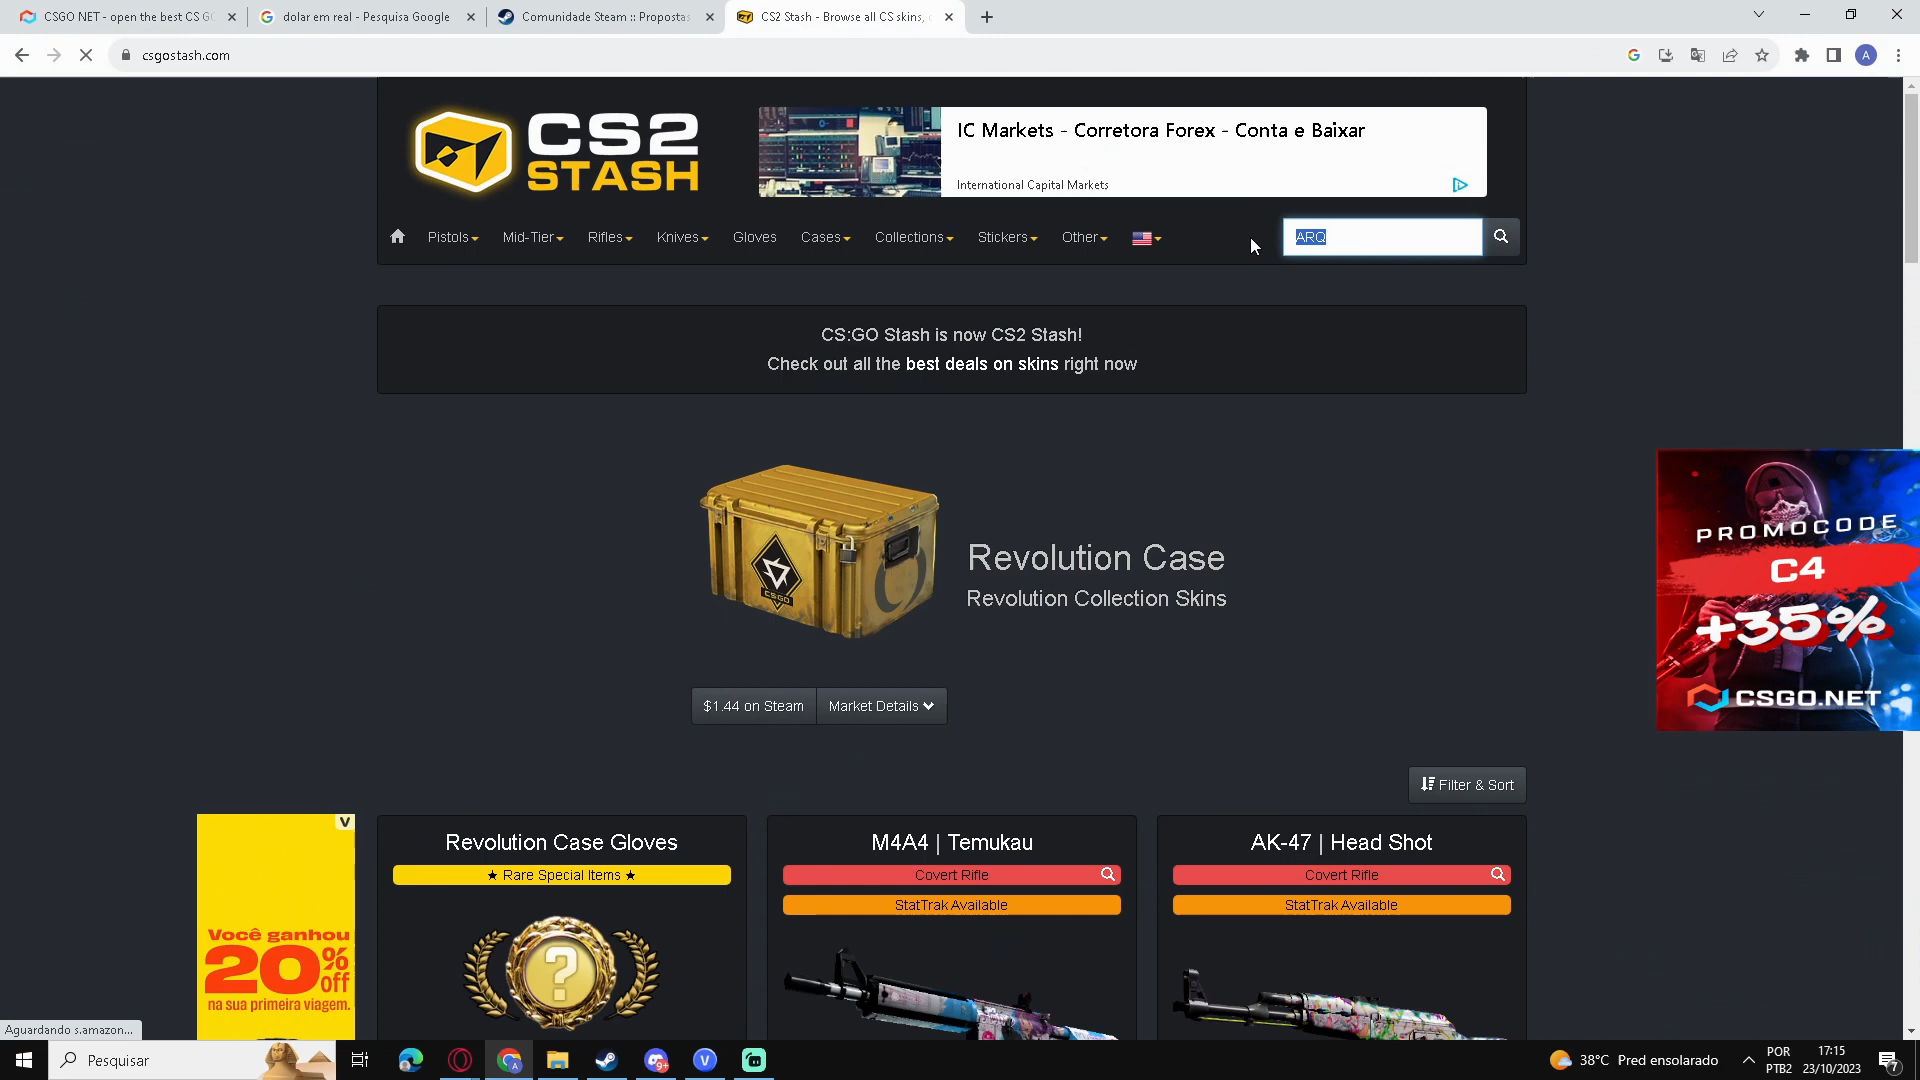 CSGO NET - open the best CS GO
dolar em real - Pesquisa Google
Comunidade Steam :: Propostas
CS2 Stash - Browse all CS skins,
csgostash.com
A
CS2
STASH
IC Markets - Corretora Forex - Conta e Baixar
International Capital Markets
Pistols
Mid-Tier
Rifles
Knives
Gloves
Cases
Collections
Stickers
Other
ARQ
CS:GO Stash is now CS2 Stash!
Check out all the best deals on skins right now
CSGO
Revolution Case
Revolution Collection Skins
PROMOCODE
C4
+35%
CSGO.NET
$1.44 on Steam
Market Details
Filter & Sort
V
Você ganhou
20%
off
na sua primeira viagem.
Revolution Case Gloves
★ Rare Special Items ★
?
M4A4 | Temukau
Covert Rifle
StatTrak Available
AK-47 | Head Shot
Covert Rifle
StatTrak Available
Aguardando s.amazon...
Pesquisar
A
9+
V
38°C Pred ensolarado
POR
PTB2
17:15
23/10/2023
7